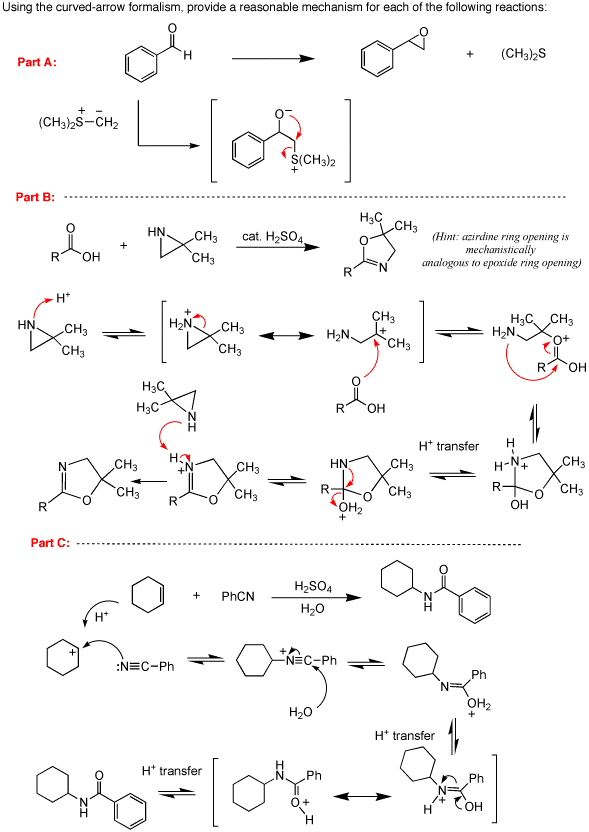 Using the curved-arrow formalism, provide a reasonable mechanism for each of the following reactions:
Part A:
O
H
O
+ (CH₃)₂S
(CH₃)₂S⁺–CH₂⁻
O⁻
S(CH₃)₂
+
Part B:
O
R OH
+
HN
CH₃
CH₃
cat. H₂SO₄
H₃C CH₃
O
R N
(Hint: azirdine ring opening is
mechanistically
analogous to epoxide ring opening)
H⁺
HN
CH₃
CH₃
+
H₂N
CH₃
CH₃
H₂N
CH₃
+
CH₃
O
R OH
H₃C
H₂N CH₃
O+
R OH
H₃C
H₃C
N
H
H⁺ transfer
N
CH₃
CH₃
R O
H
N
+
CH₃
CH₃
R O
HN
CH₃
CH₃
R
O
OH₂
+
H
H–N
+
CH₃
CH₃
R
O
OH
Part C:
+ PhCN
H₂SO₄
H₂O
O
N
H
H⁺
+
:N≡C–Ph
+
N≡C–Ph
H₂O
Ph
N
OH₂
+
H⁺ transfer
H⁺ transfer
O
N
H
H
N Ph
O
+
H
Ph
N
+
H OH